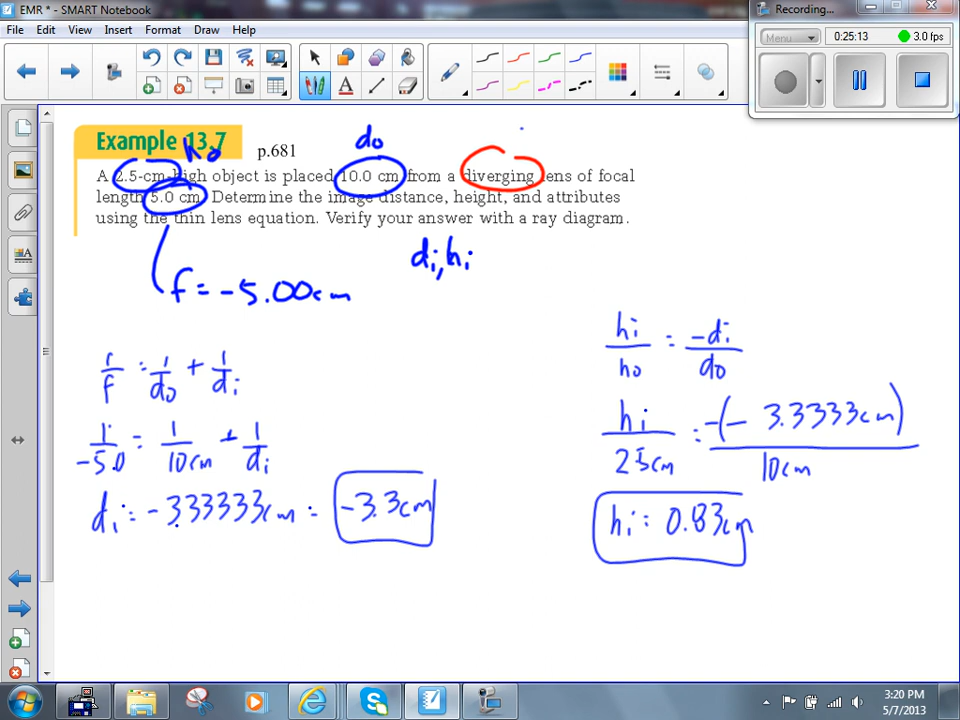 EMR * - SMART Notebook
File Edit View Insert Format Draw Help
Recording...
Menu
0:25:13
3.0 fps
Example 13.7
p.681
ho
do
A 2.5-cm-high object is placed 10.0 cm from a diverging lens of focal
length 5.0 cm. Determine the image distance, height, and attributes
using the thin lens equation. Verify your answer with a ray diagram.
di, hi
f = -5.00cm
1/f = 1/do + 1/di
1/-5.0 = 1/10cm + 1/di
di = -3.33333cm = -3.3cm
hi/ho = -di/do
hi/2.5cm = -(-3.3333cm)/10cm
hi = 0.83cm
3:20 PM
5/7/2013